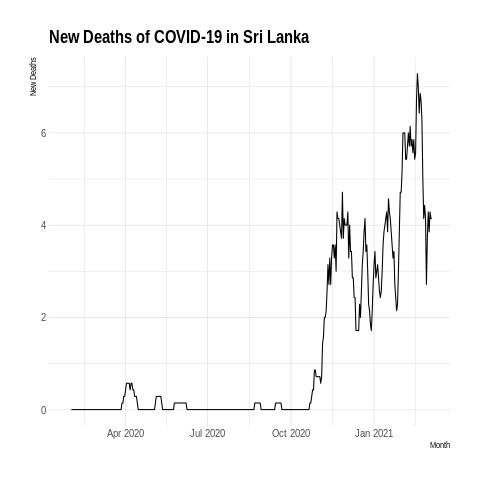 New Deaths of COVID-19 in Sri Lanka
New Deaths
6
4
2
0
Apr 2020 Jul 2020 Oct 2020 Jan 2021
Month